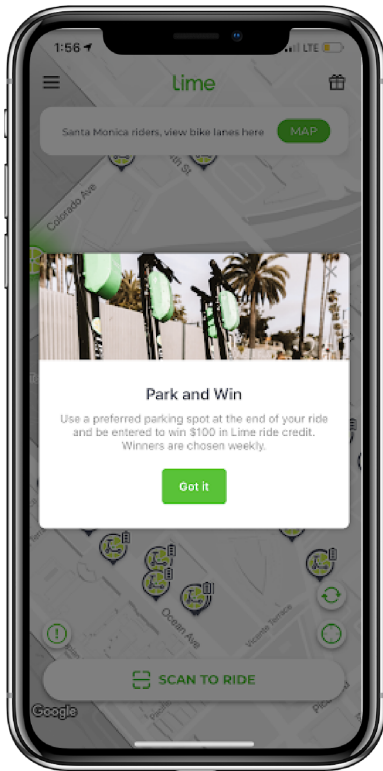 1:56
LTE
Lime
Santa Monica riders, view bike lanes here
MAP
Colorado Ave
Park and Win
Use a preferred parking spot at the end of your ride
and be entered to win $100 in Lime ride credit.
Winners are chosen weekly.
Got it
Ocean Ave
Vicente Terrace
SCAN TO RIDE
Google